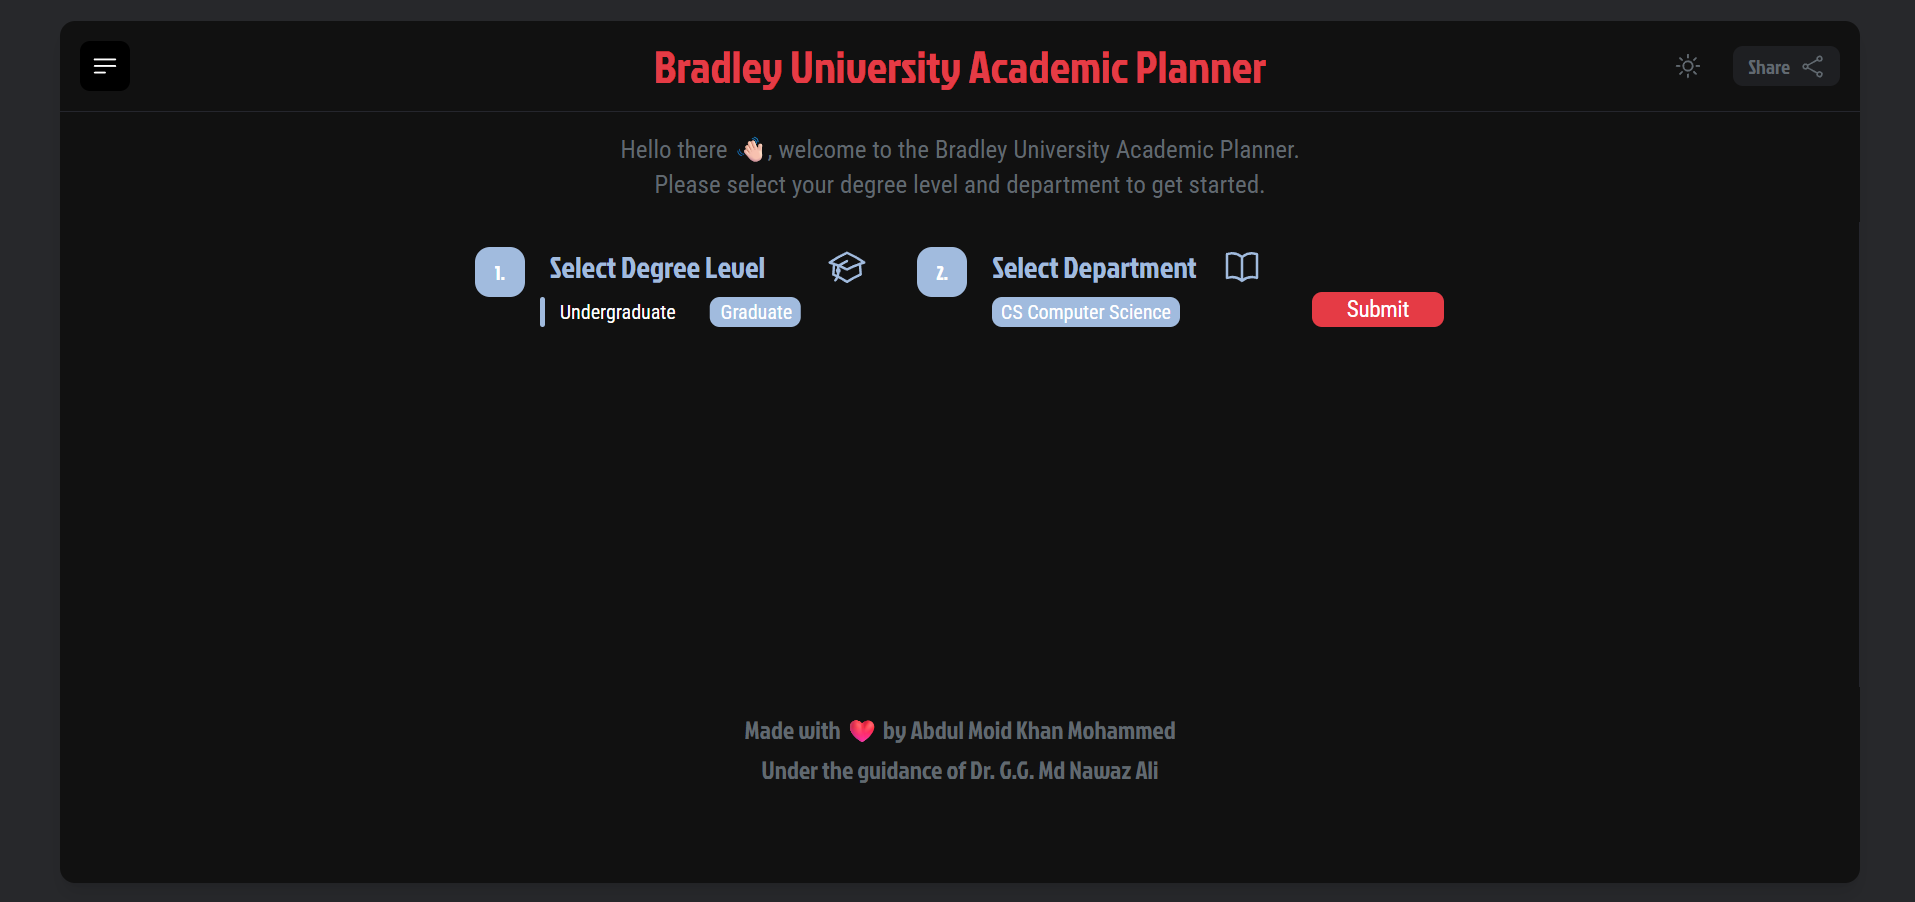 Bradley University Academic Planner
Share
Hello there 👋🏻, welcome to the Bradley University Academic Planner.
Please select your degree level and department to get started.
1. Select Degree Level
Undergraduate Graduate
2. Select Department
CS Computer Science
Submit
Made with ❤️ by Abdul Moid Khan Mohammed
Under the guidance of Dr. G.G. Md Nawaz Ali